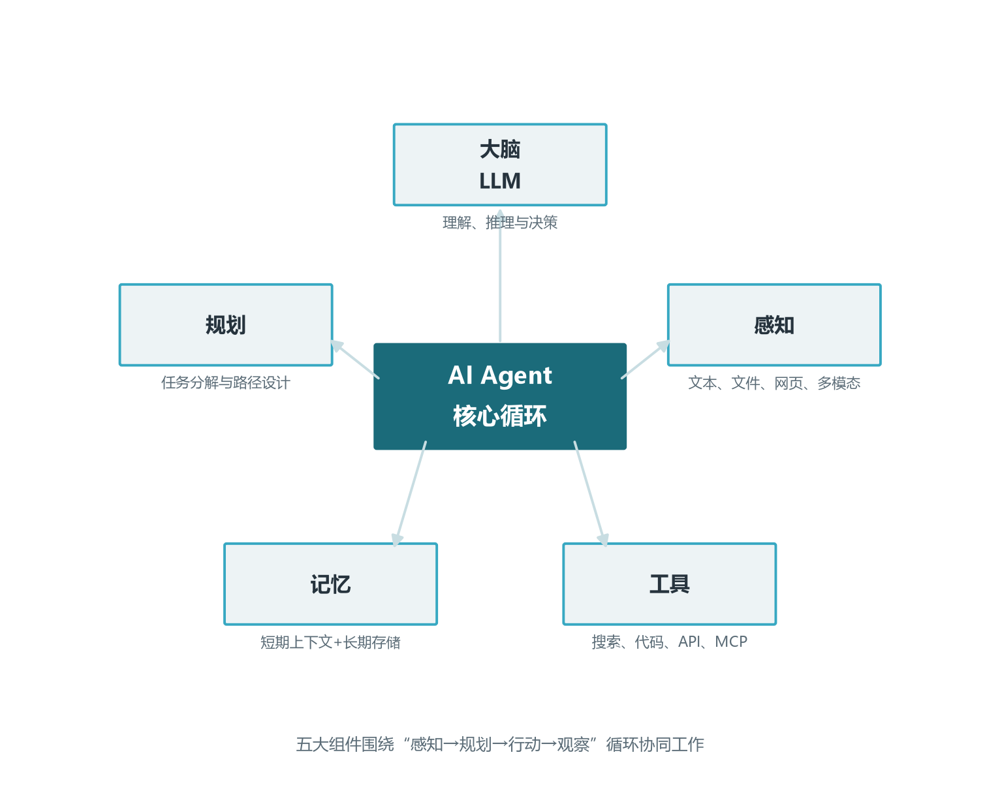 大脑
LLM
理解、推理与决策
规划
任务分解与路径设计
感知
文本、文件、网页、多模态
AI Agent
核心循环
记忆
短期上下文+长期存储
工具
搜索、代码、API、MCP
五大组件围绕“感知→规划→行动→观察”循环协同工作